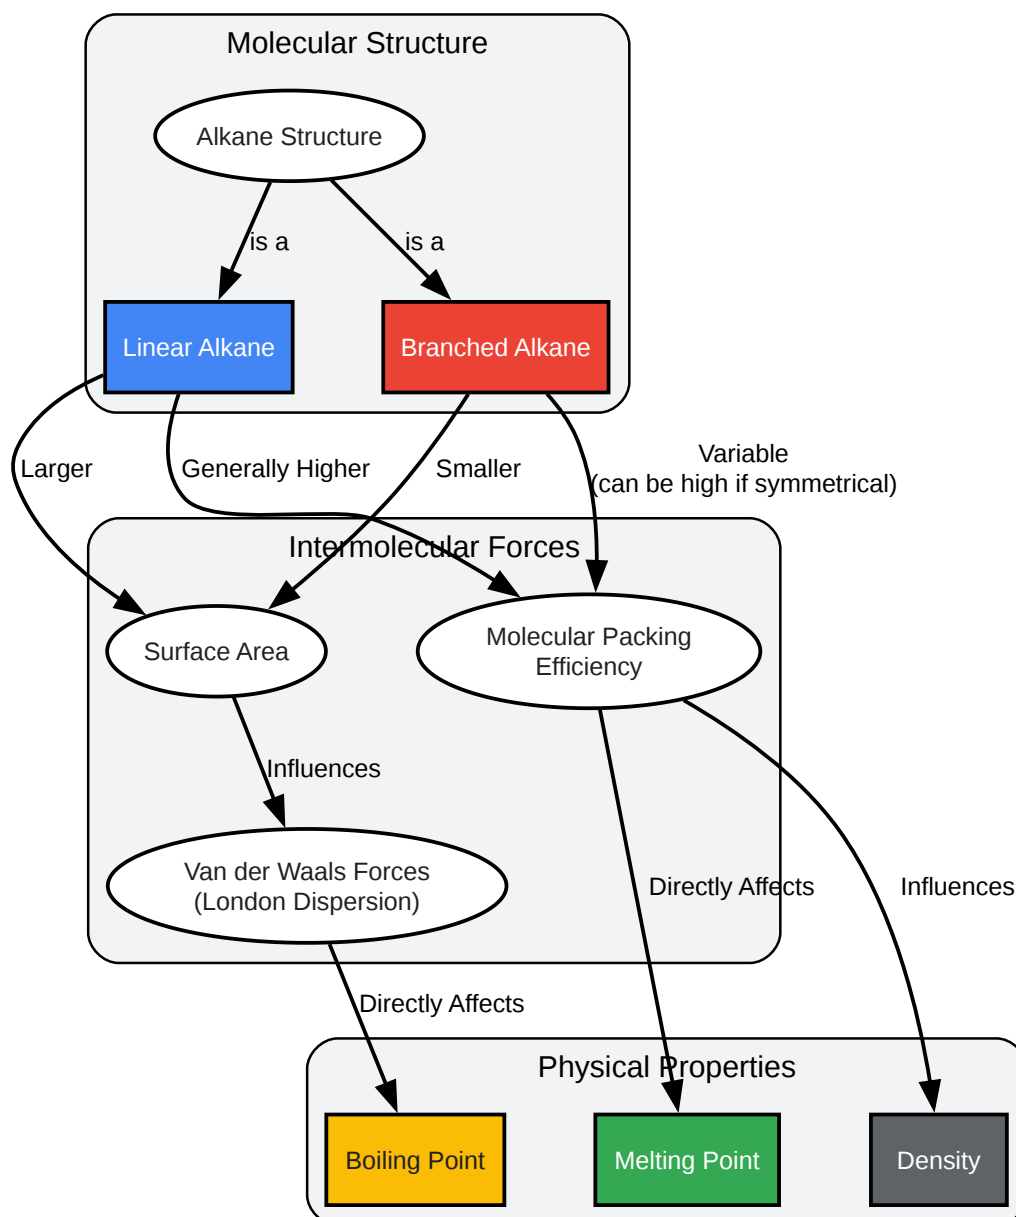 Molecular Structure
Alkane Structure
is a
is a
Linear Alkane
Branched Alkane
Larger
Generally Higher
Smaller
Variable
(can be high if symmetrical)
Intermolecular Forces
Surface Area
Molecular Packing
Efficiency
Influences
Van der Waals Forces
(London Dispersion)
Directly Affects
Influences
Directly Affects
Physical Properties
Boiling Point
Melting Point
Density